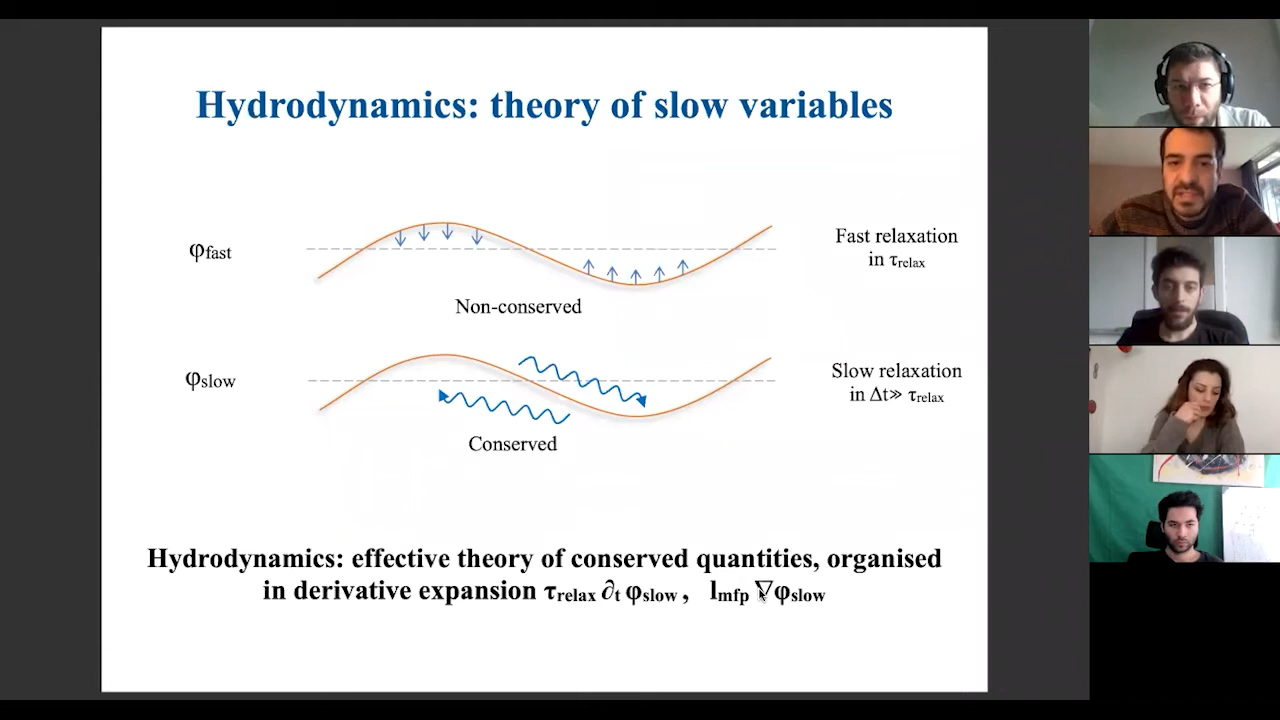 Hydrodynamics: theory of slow variables
φfast
Fast relaxation
in τrelax
Non-conserved
φslow
Slow relaxation
in Δt≫ τrelax
Conserved
Hydrodynamics: effective theory of conserved quantities, organised
in derivative expansion τrelax ∂t φslow , lmfp ∇φslow